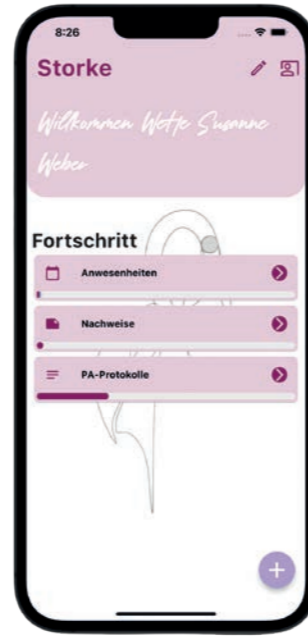 8:26
Storke
Willkommen Wette Susanne
Weber
Fortschritt
Anwesenheiten
Nachweise
PA-Protokolle